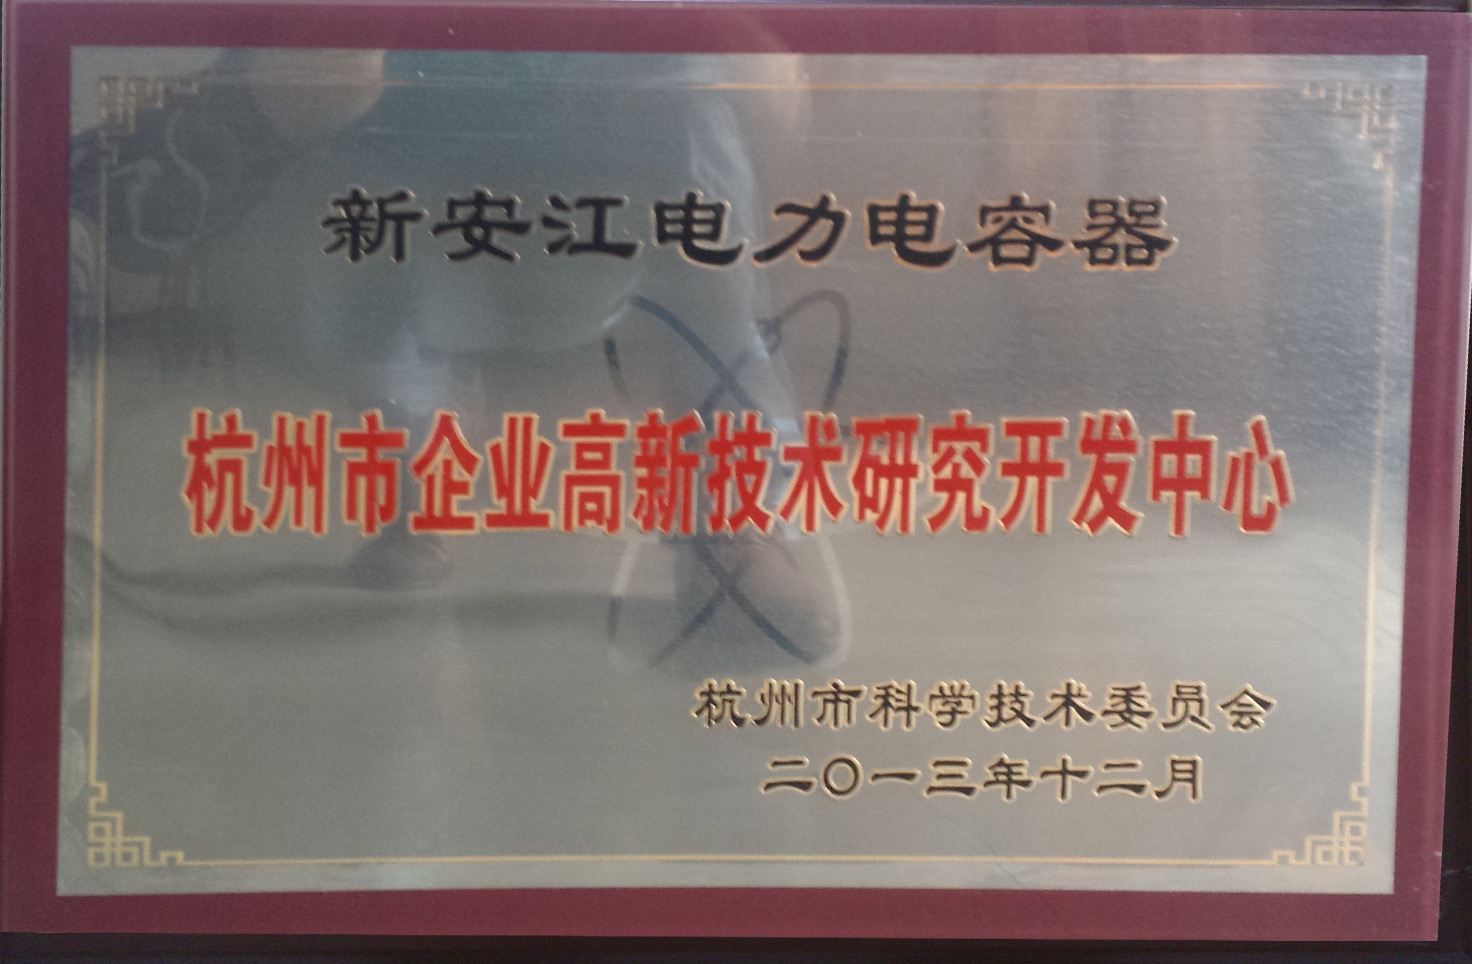 新安江电力电容器
杭州市企业高新技术研究开发中心
杭州市科学技术委员会
二〇一三年十二月